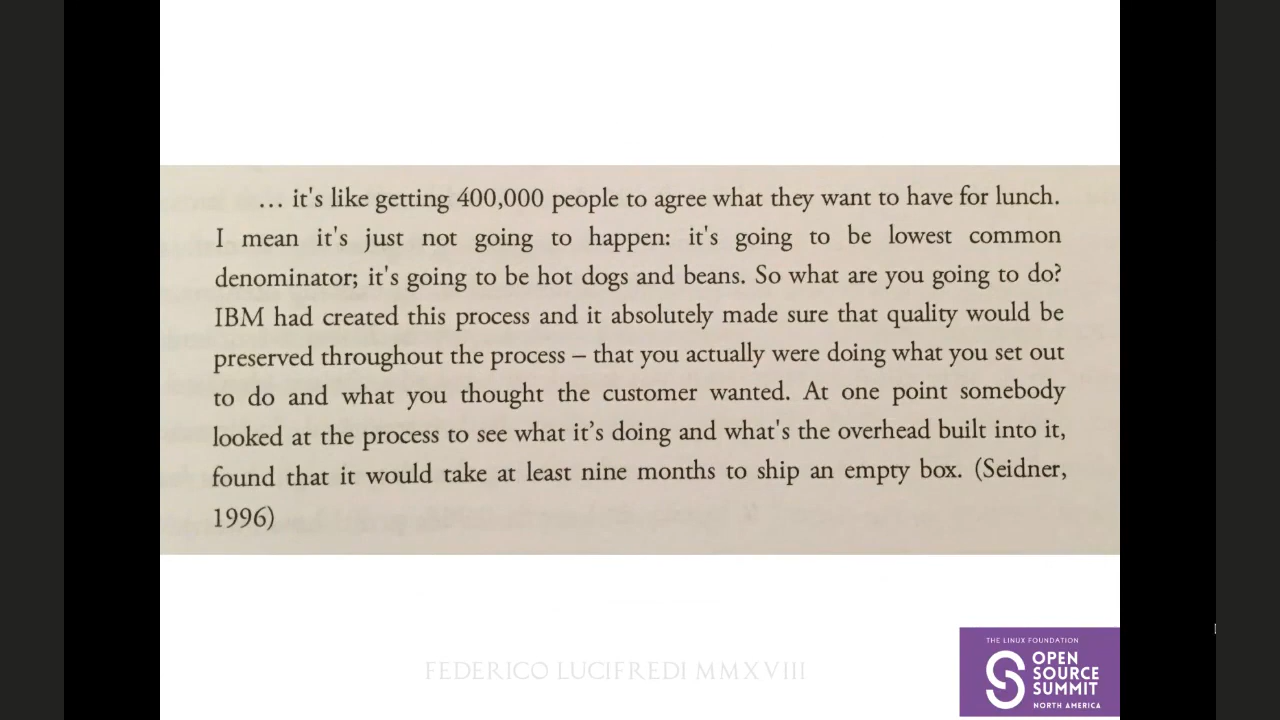 ... it's like getting 400,000 people to agree what they want to have for lunch.
I mean it's just not going to happen: it's going to be lowest common
denominator; it's going to be hot dogs and beans. So what are you going to do?
IBM had created this process and it absolutely made sure that quality would be
preserved throughout the process – that you actually were doing what you set out
to do and what you thought the customer wanted. At one point somebody
looked at the process to see what it’s doing and what's the overhead built into it,
found that it would take at least nine months to ship an empty box. (Seidner,
1996)
FEDERICO LUCIFREDI MMXVIII
THE LINUX FOUNDATION
OPEN
SOURCE
SUMMIT
NORTH AMERICA